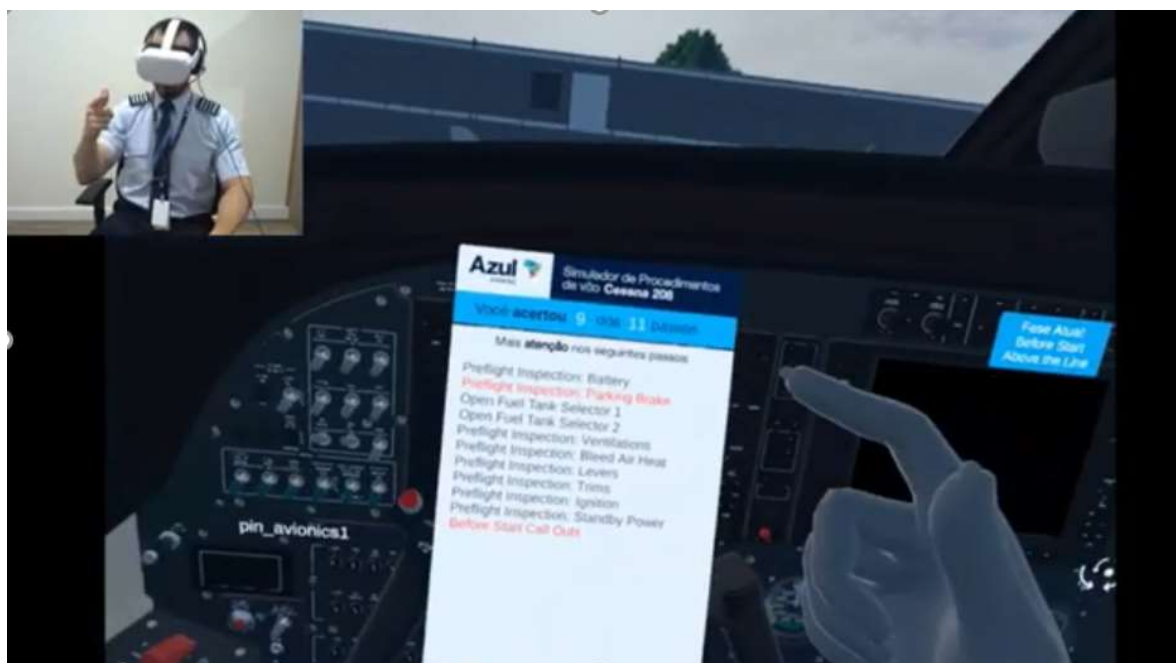 Azul
Simulador de Procedimentos
de vôo Cessna 208
Você acertou 9 dos 11 passos
Mais atenção nos seguintes passos
Preflight Inspection: Battery
Preflight Inspection: Parking Brake
Open Fuel Tank Selector 1
Open Fuel Tank Selector 2
Preflight Inspection: Ventilations
Preflight Inspection: Bleed Air Heat
Preflight Inspection: Levers
Preflight Inspection: Trims
Preflight Inspection: Ignition
Preflight Inspection: Standby Power
Before Start Call Outs
Fase Atual
Before Start
Above the Line
pin_avionics1